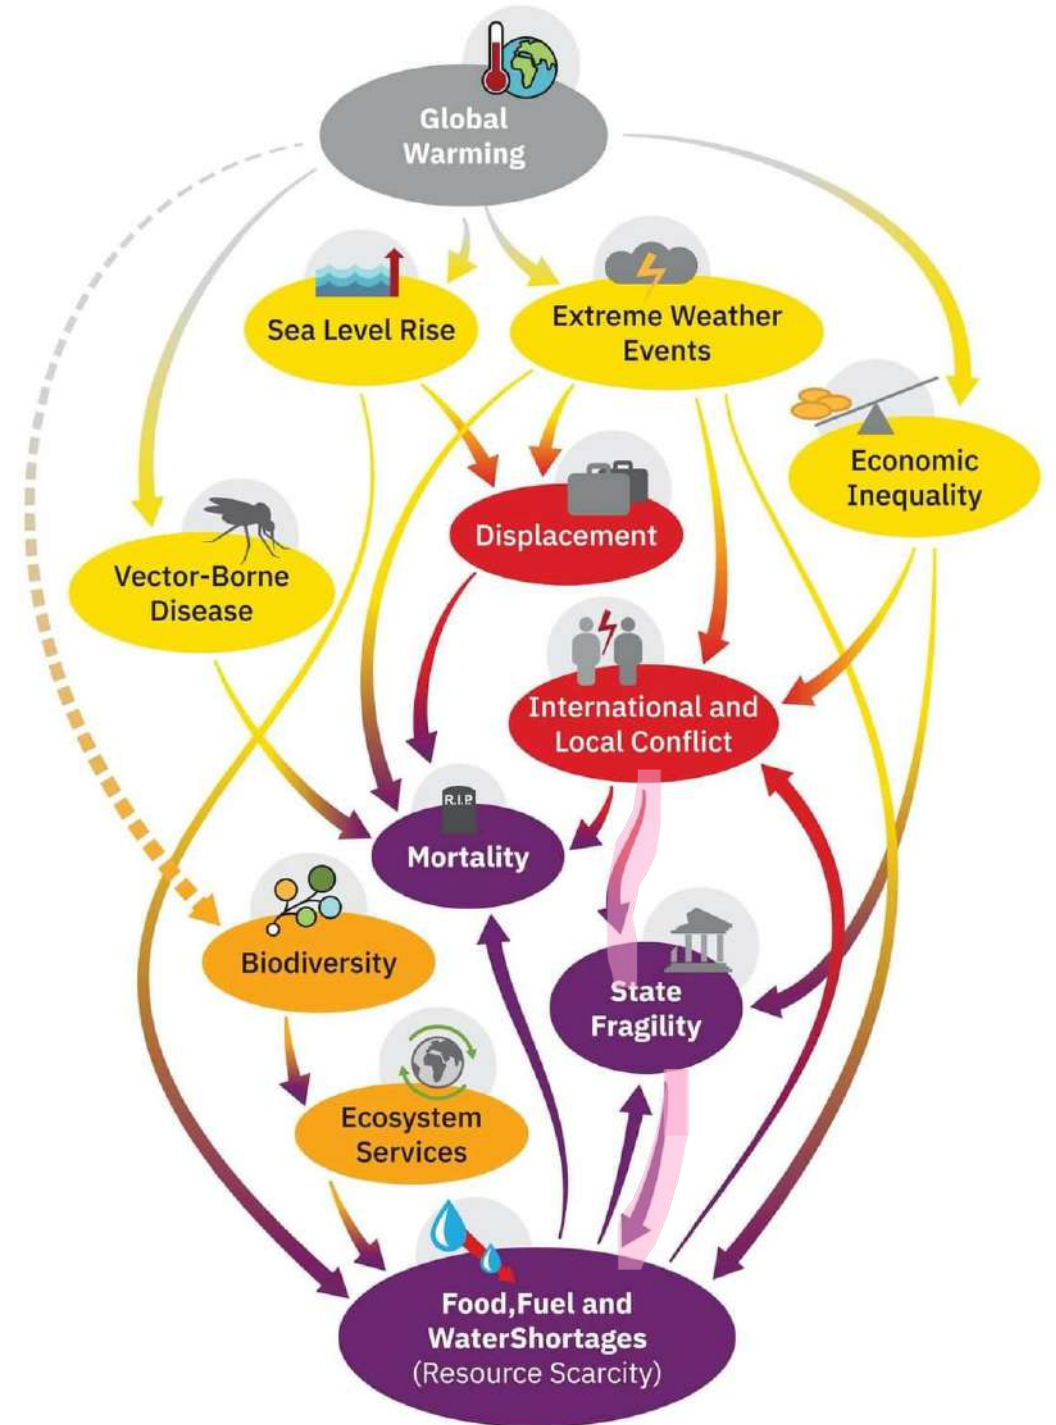 Global
Warming
Sea Level Rise
Extreme Weather
Events
Economic
Inequality
Displacement
Vector-Borne
Disease
International and
Local Conflict
R.I.P
Mortality
Biodiversity
State
Fragility
Ecosystem
Services
Food,Fuel and
WaterShortages
(Resource Scarcity)